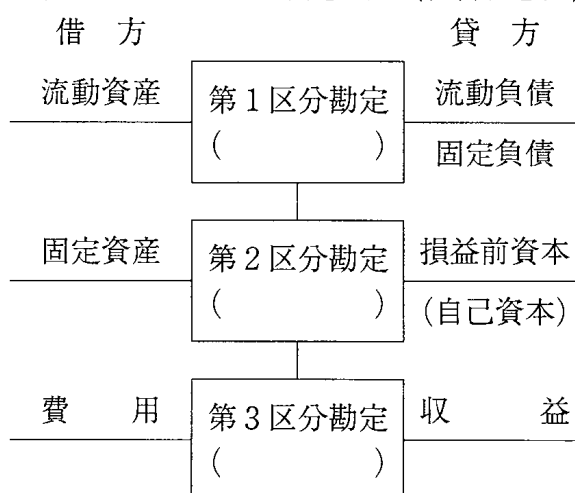 借 方 貸 方
流動資産 第1区分勘定 流動負債
( ) 固定負債
固定資産 第2区分勘定 損益前資本
( ) (自己資本)
費 用 第3区分勘定 収 益
( )